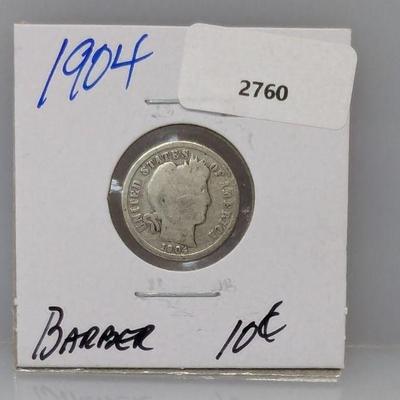 1904
2760
UNITED STATES OF AMERICA
1904
BARBER 10¢